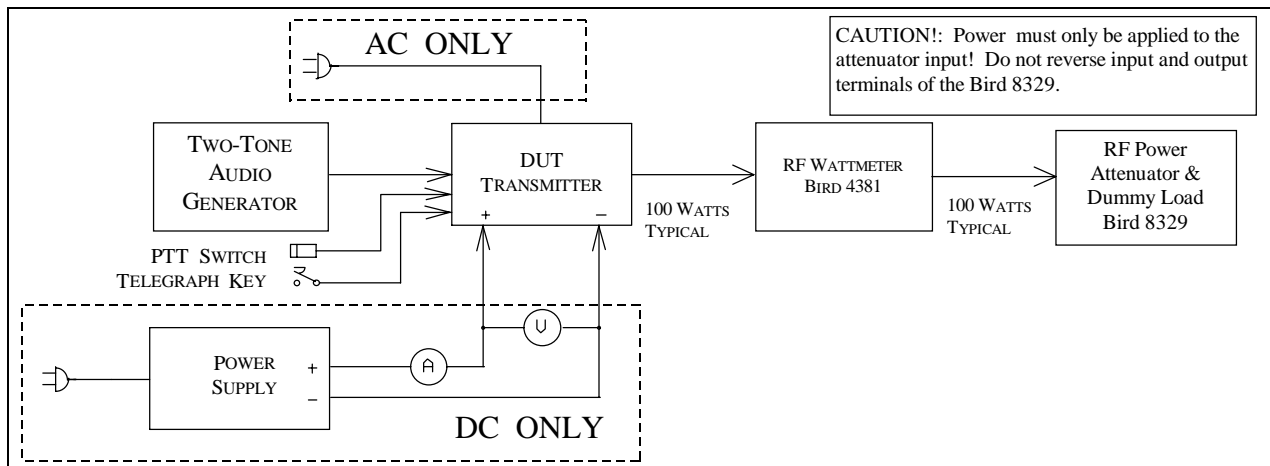 AC ONLY
CAUTION!: Power must only be applied to the
attenuator input! Do not reverse input and output
terminals of the Bird 8329.
TWO-TONE
AUDIO
GENERATOR
DUT
TRANSMITTER
+ −
RF WATTMETER
BIRD 4381
RF Power
Attenuator &
Dummy Load
Bird 8329
100 WATTS
TYPICAL
100 WATTS
TYPICAL
PTT SWITCH
TELEGRAPH KEY
V
POWER
SUPPLY
+
−
A
DC ONLY